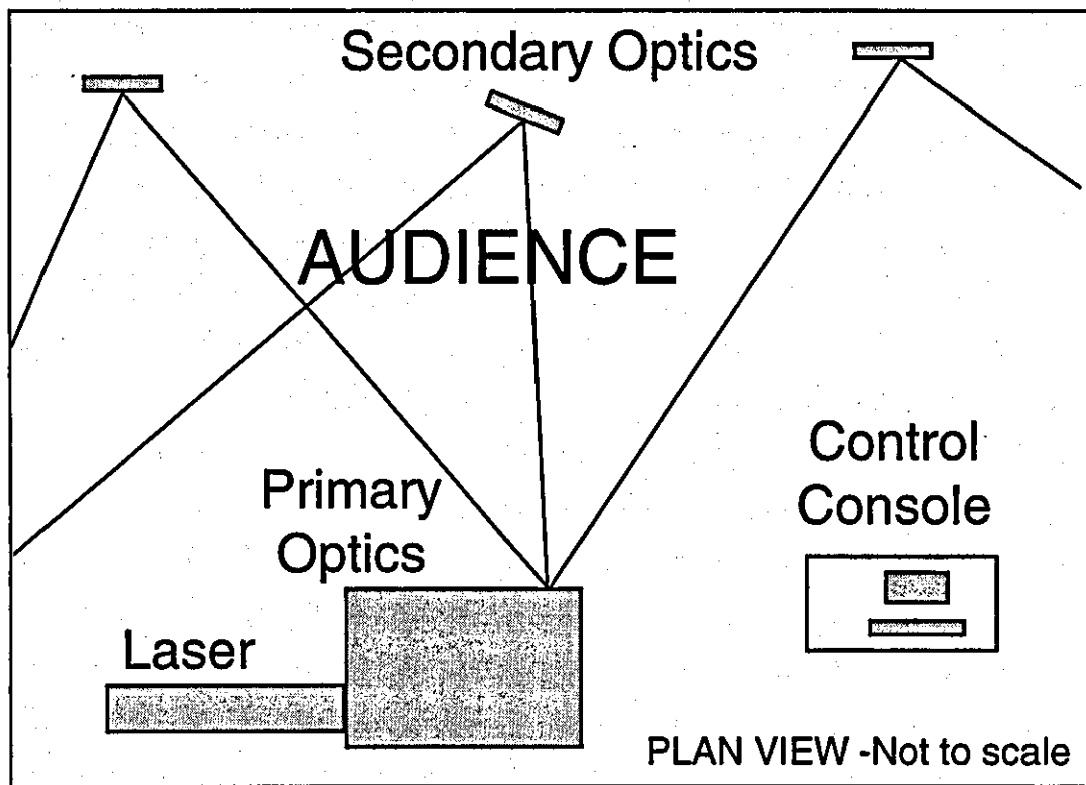 Secondary Optics
AUDIENCE
Control
Console
Primary
Optics
Laser
PLAN VIEW -Not to scale